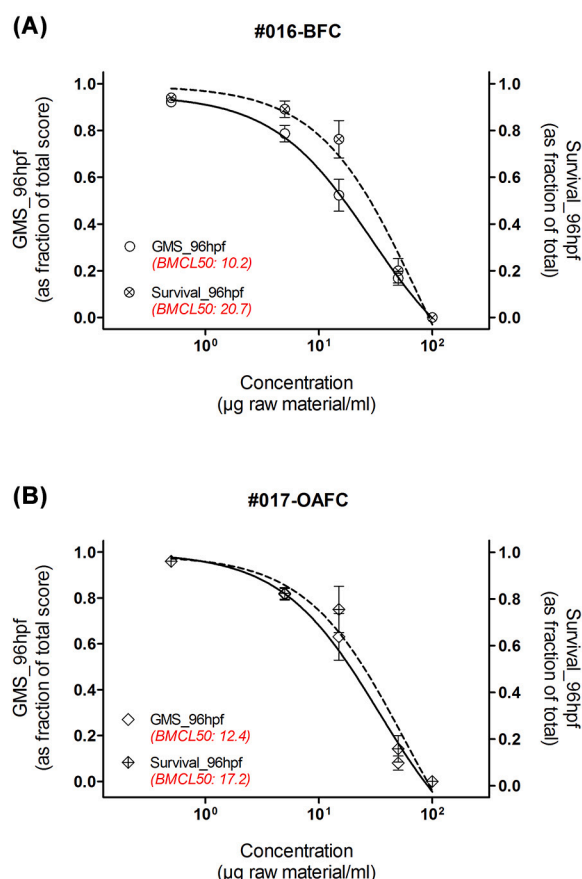 (A)
#016-BFC
GMS_96hpf
(as fraction of total score)
1.0
0.8
0.6
0.4
0.2
0.0
GMS_96hpf
(BMCL50: 10.2)
Survival_96hpf
(BMCL50: 20.7)
1.0
0.8
0.6
0.4
0.2
0.0
Survival_96hpf
(as fraction of total)
10⁰
10¹
10²
Concentration
(µg raw material/ml)
(B)
#017-OAFC
GMS_96hpf
(as fraction of total score)
1.0
0.8
0.6
0.4
0.2
0.0
GMS_96hpf
(BMCL50: 12.4)
Survival_96hpf
(BMCL50: 17.2)
1.0
0.8
0.6
0.4
0.2
0.0
Survival_96hpf
(as fraction of total)
10⁰
10¹
10²
Concentration
(µg raw material/ml)